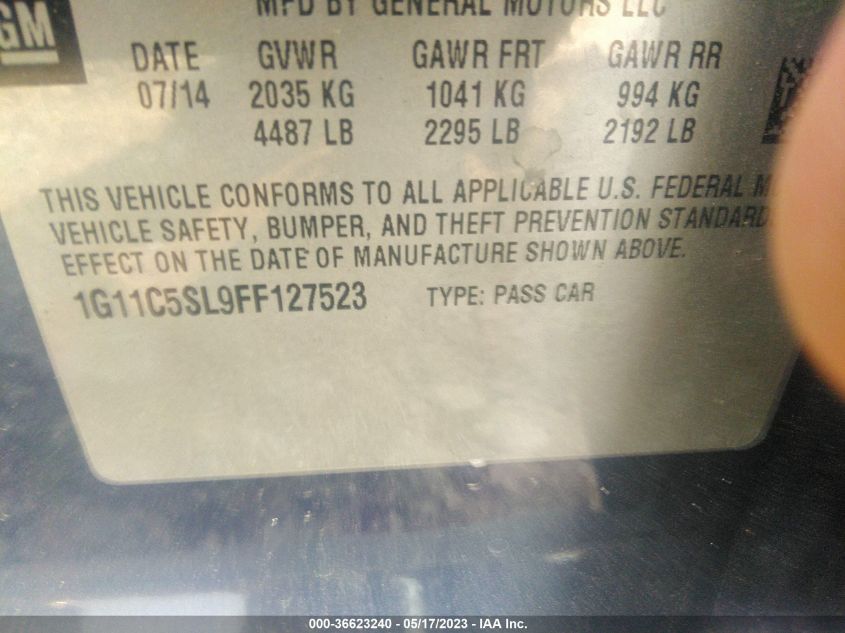 GM
MFD BY GENERAL MOTORS LLC
DATE GVWR GAWR FRT GAWR RR
07/14 2035 KG 1041 KG 994 KG
4487 LB 2295 LB 2192 LB
THIS VEHICLE CONFORMS TO ALL APPLICABLE U.S. FEDERAL M
VEHICLE SAFETY, BUMPER, AND THEFT PREVENTION STANDARD
EFFECT ON THE DATE OF MANUFACTURE SHOWN ABOVE.
1G11C5SL9FF127523 TYPE: PASS CAR
000-36623240 - 05/17/2023 - IAA Inc.